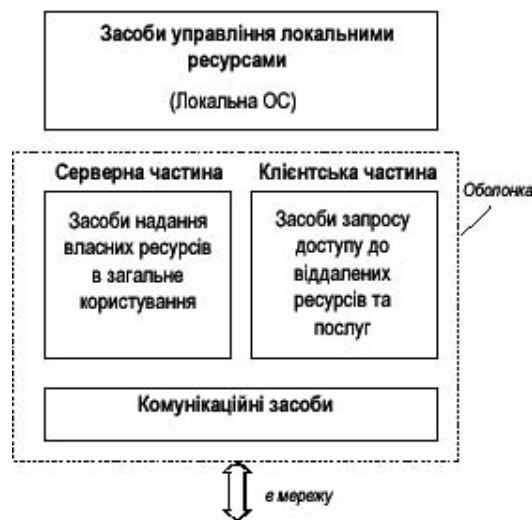 Засоби управління локальними
ресурсами
(Локальна ОС)
Серверна частина
Клієнтська частина
Оболонка
Засоби надання
власних ресурсів
в загальне
користування
Засоби запросу
доступу до
віддалених
ресурсів та
послуг
Комунікаційні засоби
в мережу